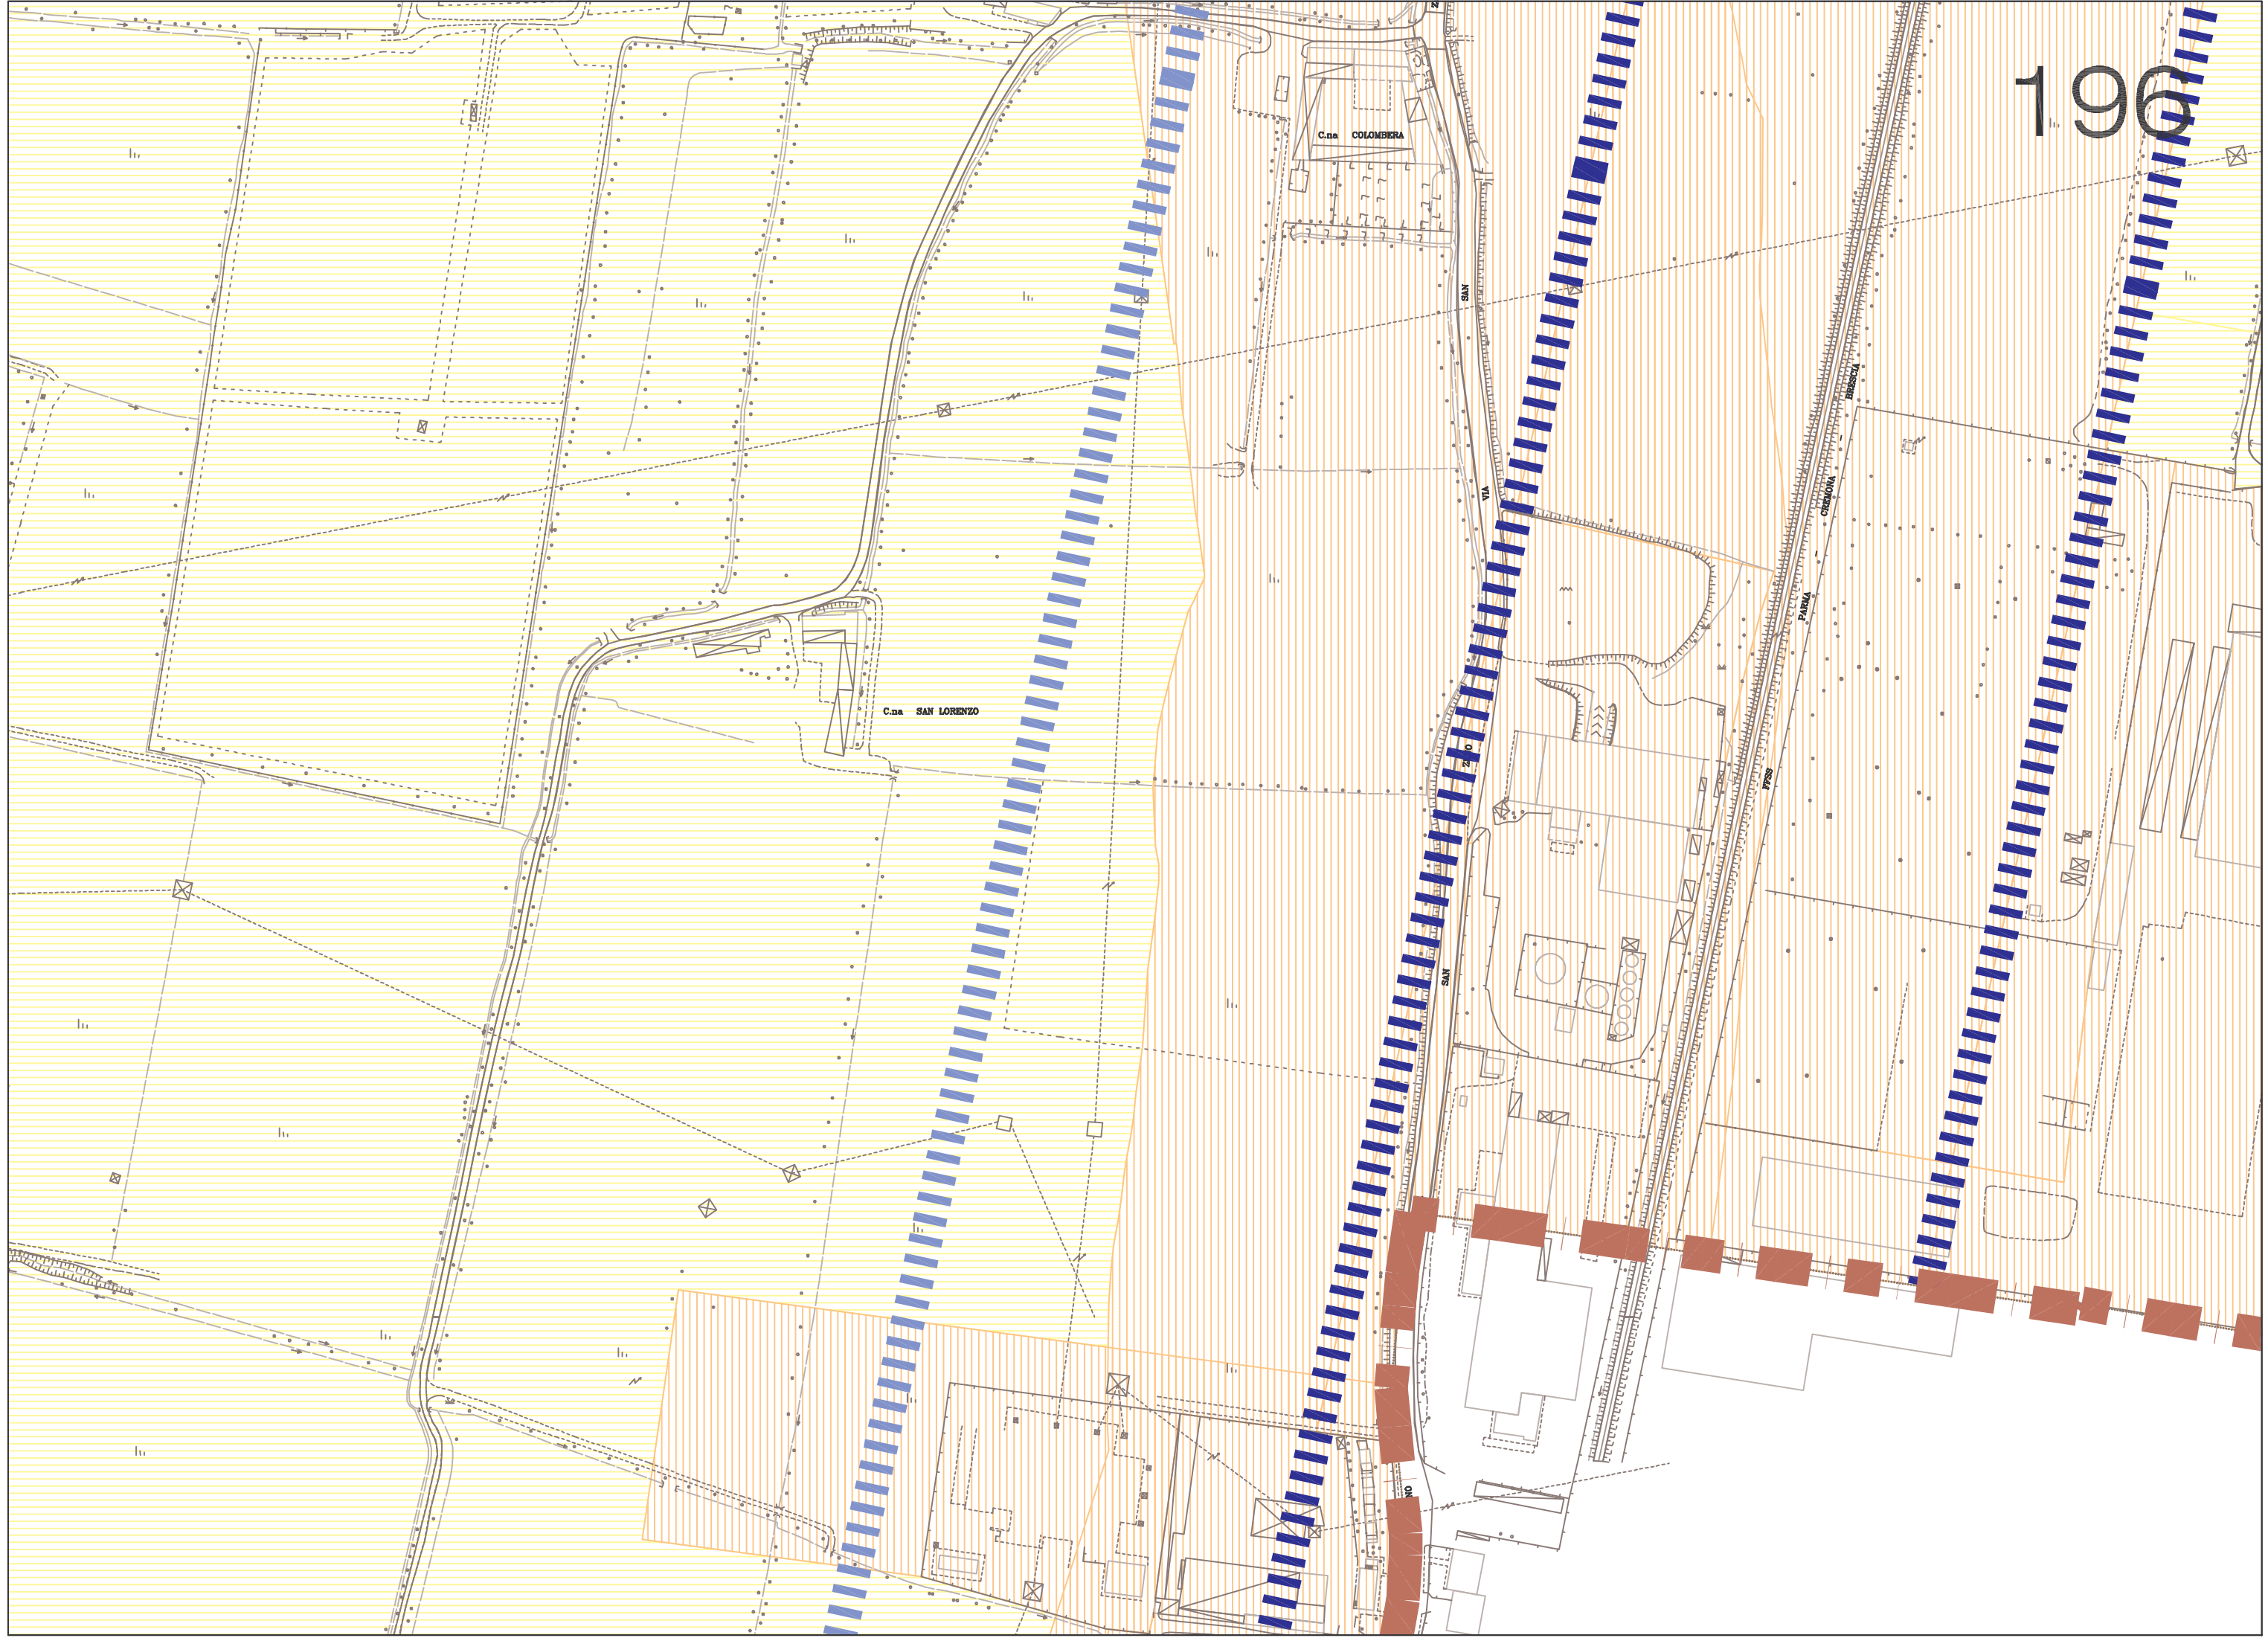 196
C.na COLOMBERA
SAN
BRESCIA
–
CREMONA
VIA
–
PARMA
C.na SAN LORENZO
FFSS
SAN